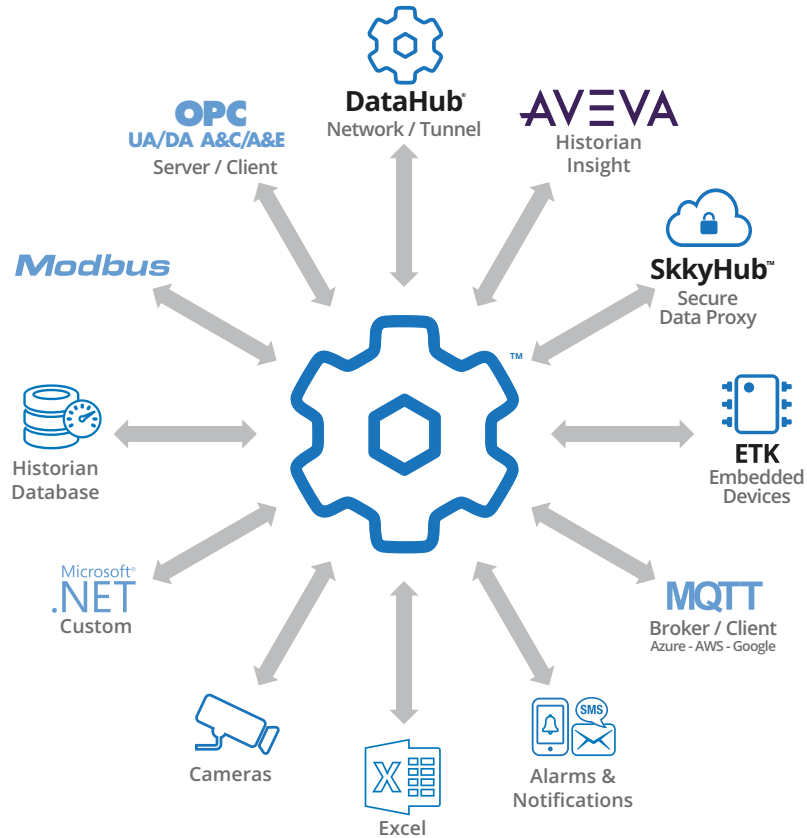 DataHub®
Network / Tunnel
OPC
UA/DA A&C/A&E
Server / Client
AVEVA
Historian
Insight
Modbus
SkkyHub™
Secure
Data Proxy
TM
Historian
Database
ETK
Embedded
Devices
Microsoft®
.NET
Custom
MQTT
Broker / Client
Azure - AWS - Google
Cameras
X
Excel
SMS
Alarms &
Notifications